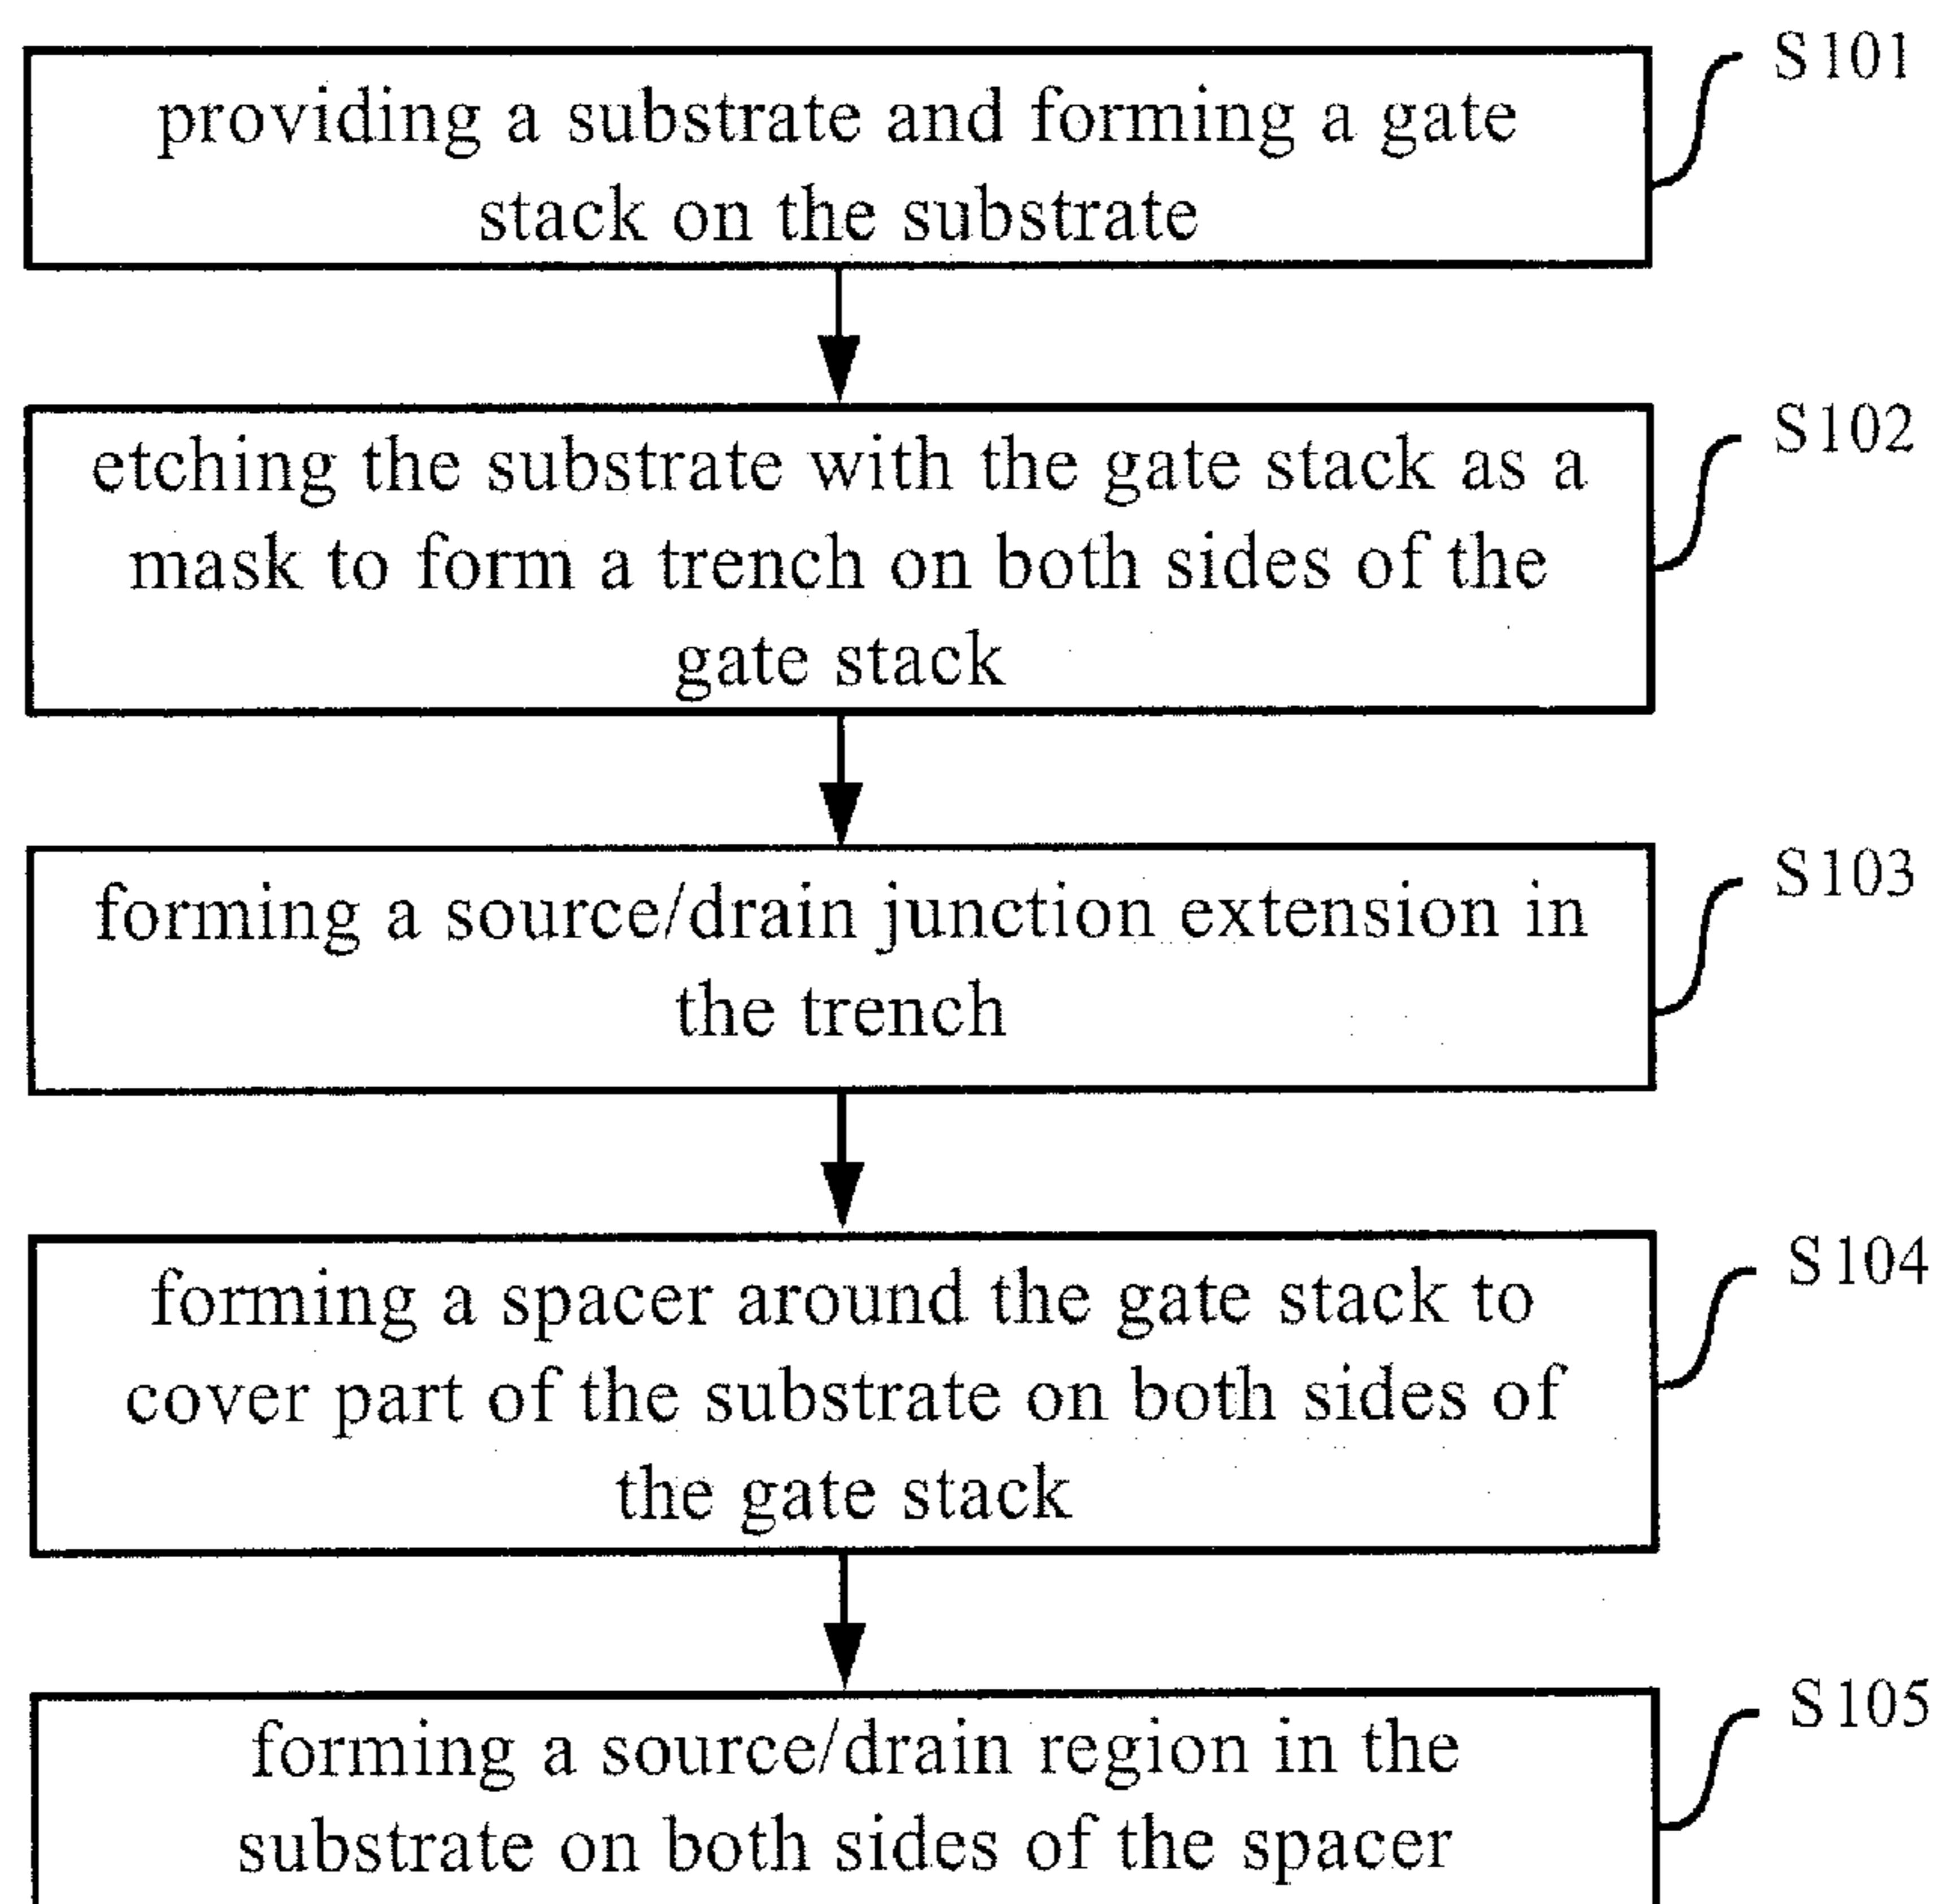 S101
providing a substrate and forming a gate
stack on the substrate
S102
etching the substrate with the gate stack as a
mask to form a trench on both sides of the
gate stack
S103
forming a source/drain junction extension in
the trench
S104
forming a spacer around the gate stack to
cover part of the substrate on both sides of
the gate stack
S105
forming a source/drain region in the
substrate on both sides of the spacer